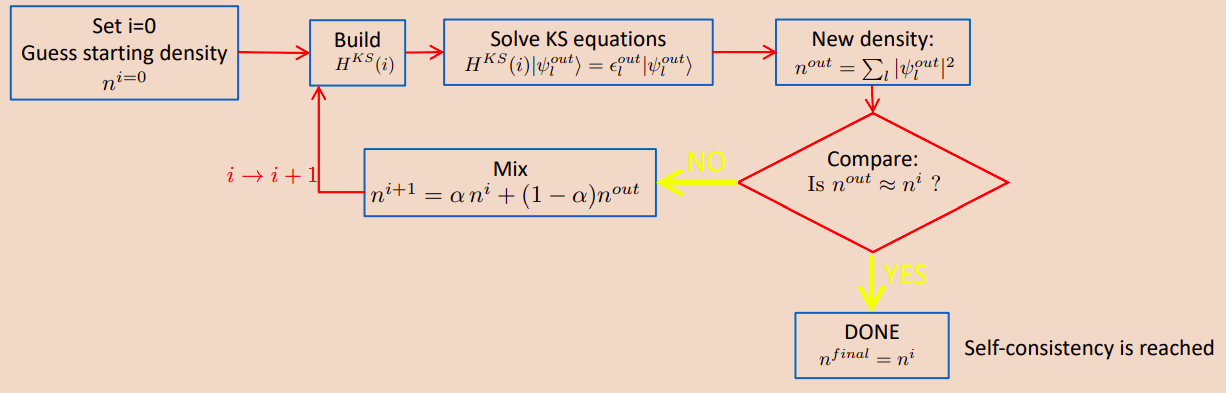 Set i=0
Guess starting density
$n^{i=0}$
Build
$H^{KS}(i)$
Solve KS equations
$H^{KS}(i)|\psi_l^{out}\rangle = \epsilon_l^{out}|\psi_l^{out}\rangle$
New density:
$n^{out} = \sum_l |\psi_l^{out}|^2$
Compare:
Is $n^{out} \approx n^i$ ?
NO
Mix
$n^{i+1} = \alpha\, n^i + (1-\alpha)n^{out}$
$i \rightarrow i+1$
YES
DONE
$n^{final} = n^i$
Self-consistency is reached